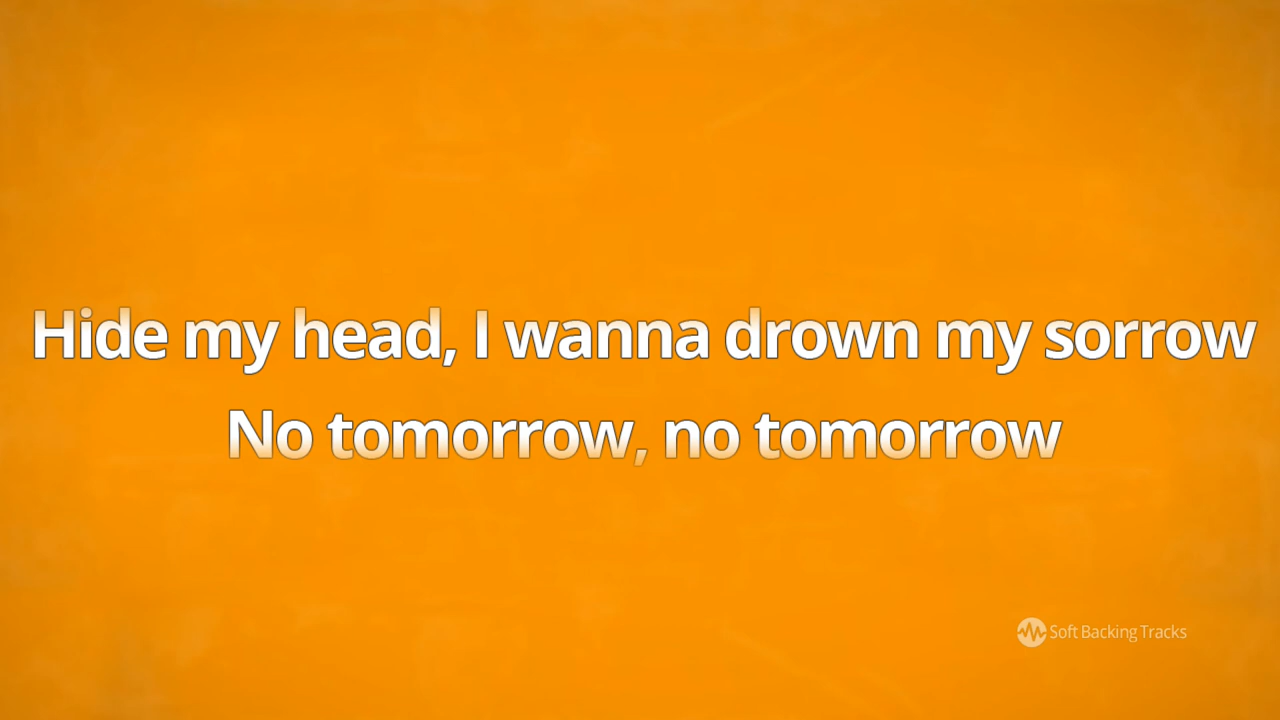 Hide my head, I wanna drown my sorrow
No tomorrow, no tomorrow
Soft Backing Tracks